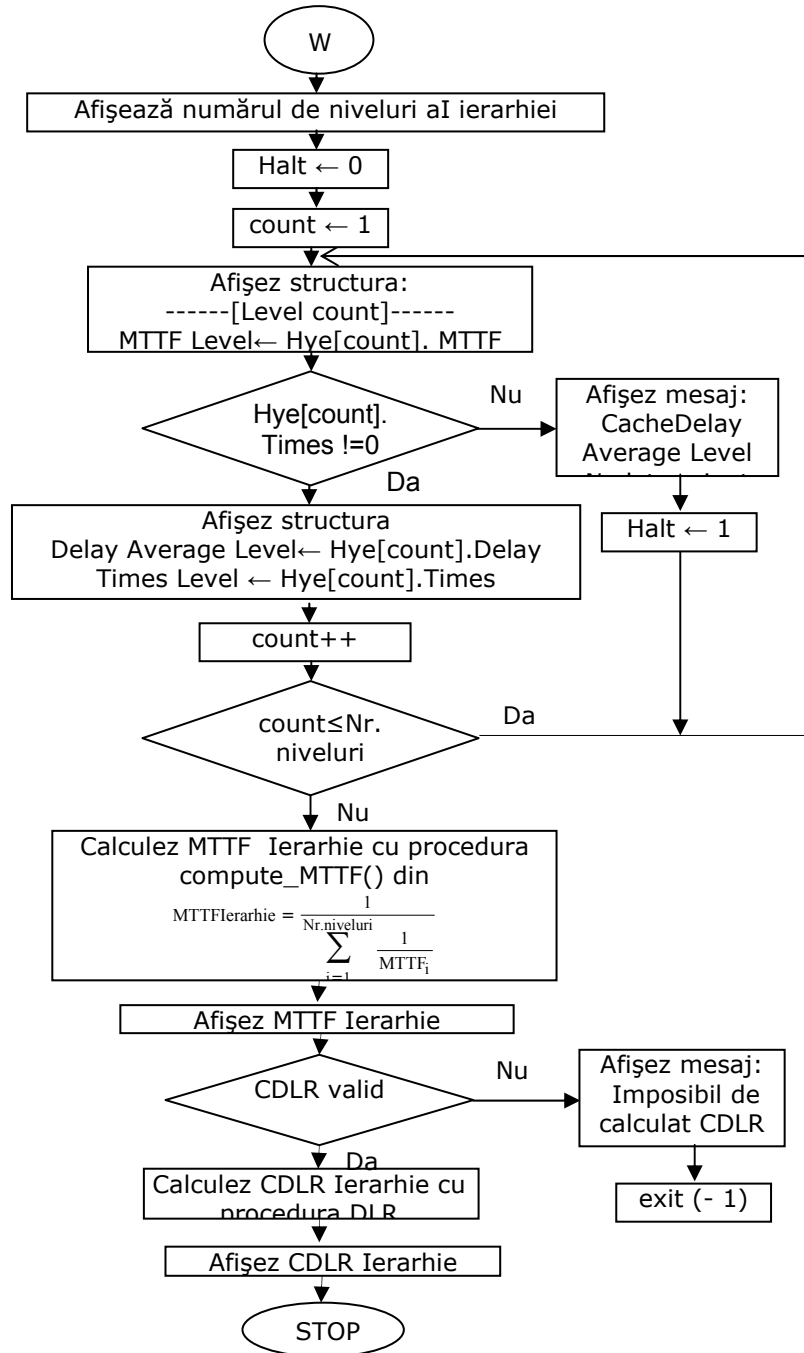 W
Afişează numărul de niveluri aI ierarhiei
Halt ← 0
count ← 1
Afişez structura:
------[Level count]------
MTTF Level← Hye[count]. MTTF
Hye[count].
Times !=0
Nu
Afişez mesaj:
CacheDelay
Average Level
Da
Halt ← 1
Afişez structura
Delay Average Level← Hye[count].Delay
Times Level ← Hye[count].Times
count++
count≤Nr.
niveluri
Da
Nu
Calculez MTTF Ierarhie cu procedura
compute_MTTF() din
MTTFIerarhie = 1
Nr.niveluri
∑ 1
i=1 MTTFi
Afişez MTTF Ierarhie
CDLR valid
Nu
Afişez mesaj:
Imposibil de
calculat CDLR
exit (- 1)
Da
Calculez CDLR Ierarhie cu
procedura DLR
Afişez CDLR Ierarhie
STOP